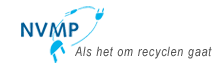 NVMP
Als het om recyclen gaat